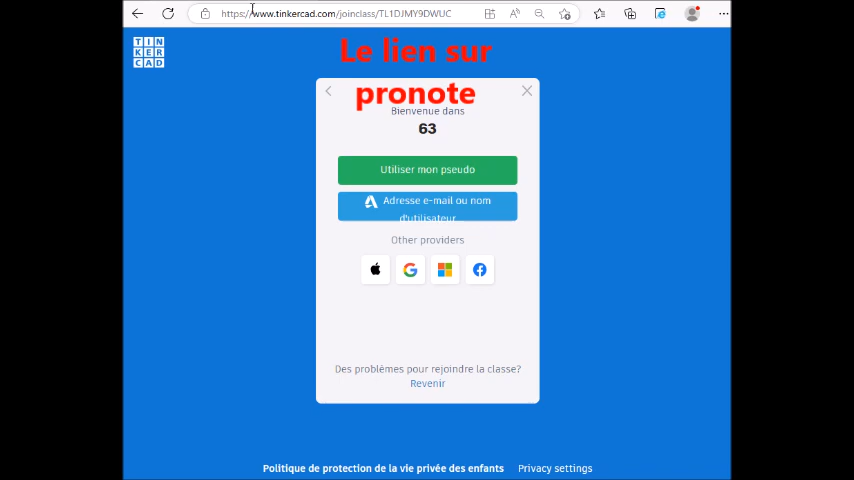 https://www.tinkercad.com/joinclass/TL1DJMY9DWUC
TIN
KER
CAD
Le lien sur
pronote
Bienvenue dans
63
Utiliser mon pseudo
Adresse e-mail ou nom
d'utilisateur
Other providers
Des problèmes pour rejoindre la classe?
Revenir
Politique de protection de la vie privée des enfants Privacy settings